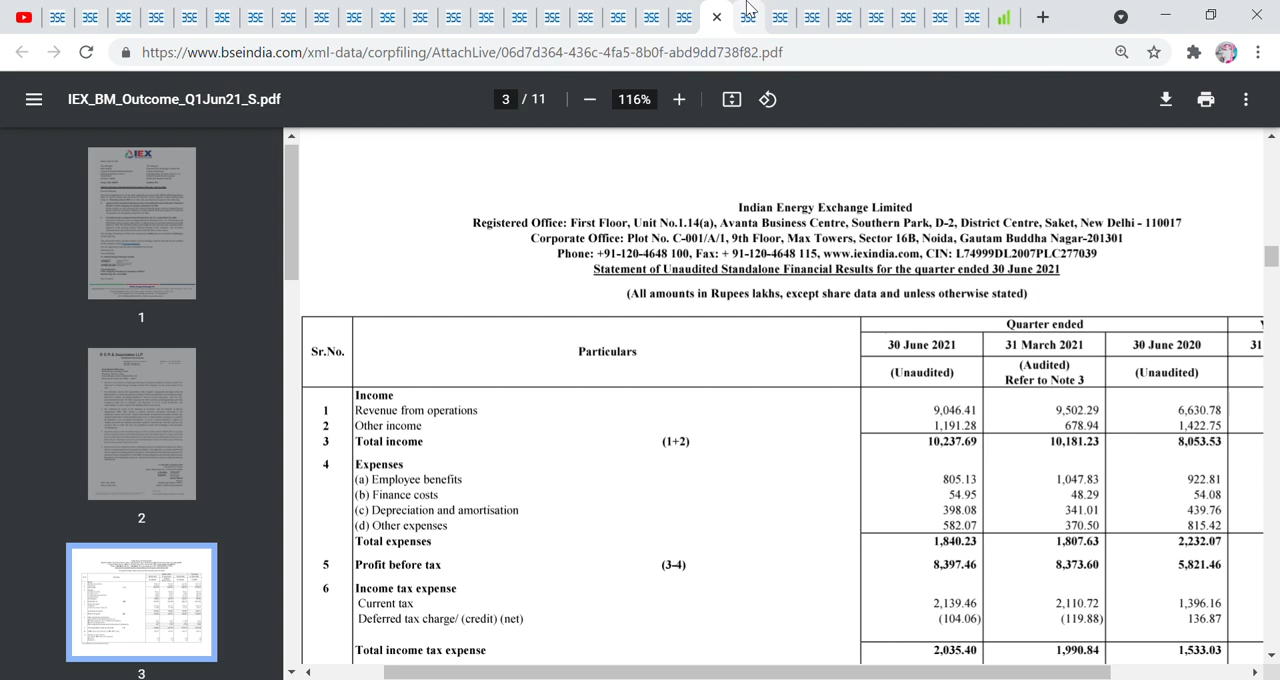 https://www.bseindia.com/xml-data/corpfiling/AttachLive/06d7d364-436c-4fa5-8b0f-abd9dd738f82.pdf
IEX_BM_Outcome_Q1Jun21_S.pdf
3 / 11
116%
IEX
1
2
3
Indian Energy Exchange Limited
Registered Office: First Floor, Unit No.1.14(a), Avanta Business Centre, Southern Park, D-2, District Centre, Saket, New Delhi - 110017
Corporate Office: Plot No. C-001/A/1, 9th Floor, Max Towers, Sector 16B, Noida, Gautam Buddha Nagar-201301
Phone: +91-120-4648 100, Fax: + 91-120-4648 115, www.iexindia.com, CIN: L74999DL2007PLC277039
Statement of Unaudited Standalone Financial Results for the quarter ended 30 June 2021
(All amounts in Rupees lakhs, except share data and unless otherwise stated)
Sr.No. Particulars Quarter ended
30 June 2021 31 March 2021 30 June 2020 31
(Unaudited) (Audited) Refer to Note 3 (Unaudited)
Income
1 Revenue from operations 9,046.41 9,502.29 6,630.78
2 Other income 1,191.28 678.94 1,422.75
3 Total income (1+2) 10,237.69 10,181.23 8,053.53
4 Expenses
(a) Employee benefits 805.13 1,047.83 922.81
(b) Finance costs 54.95 48.29 54.08
(c) Depreciation and amortisation 398.08 341.01 439.76
(d) Other expenses 582.07 370.50 815.42
Total expenses 1,840.23 1,807.63 2,232.07
5 Profit before tax (3-4) 8,397.46 8,373.60 5,821.46
6 Income tax expense
Current tax 2,139.46 2,110.72 1,396.16
Deferred tax charge/ (credit) (net) (104.06) (119.88) 136.87
Total income tax expense 2,035.40 1,990.84 1,533.03